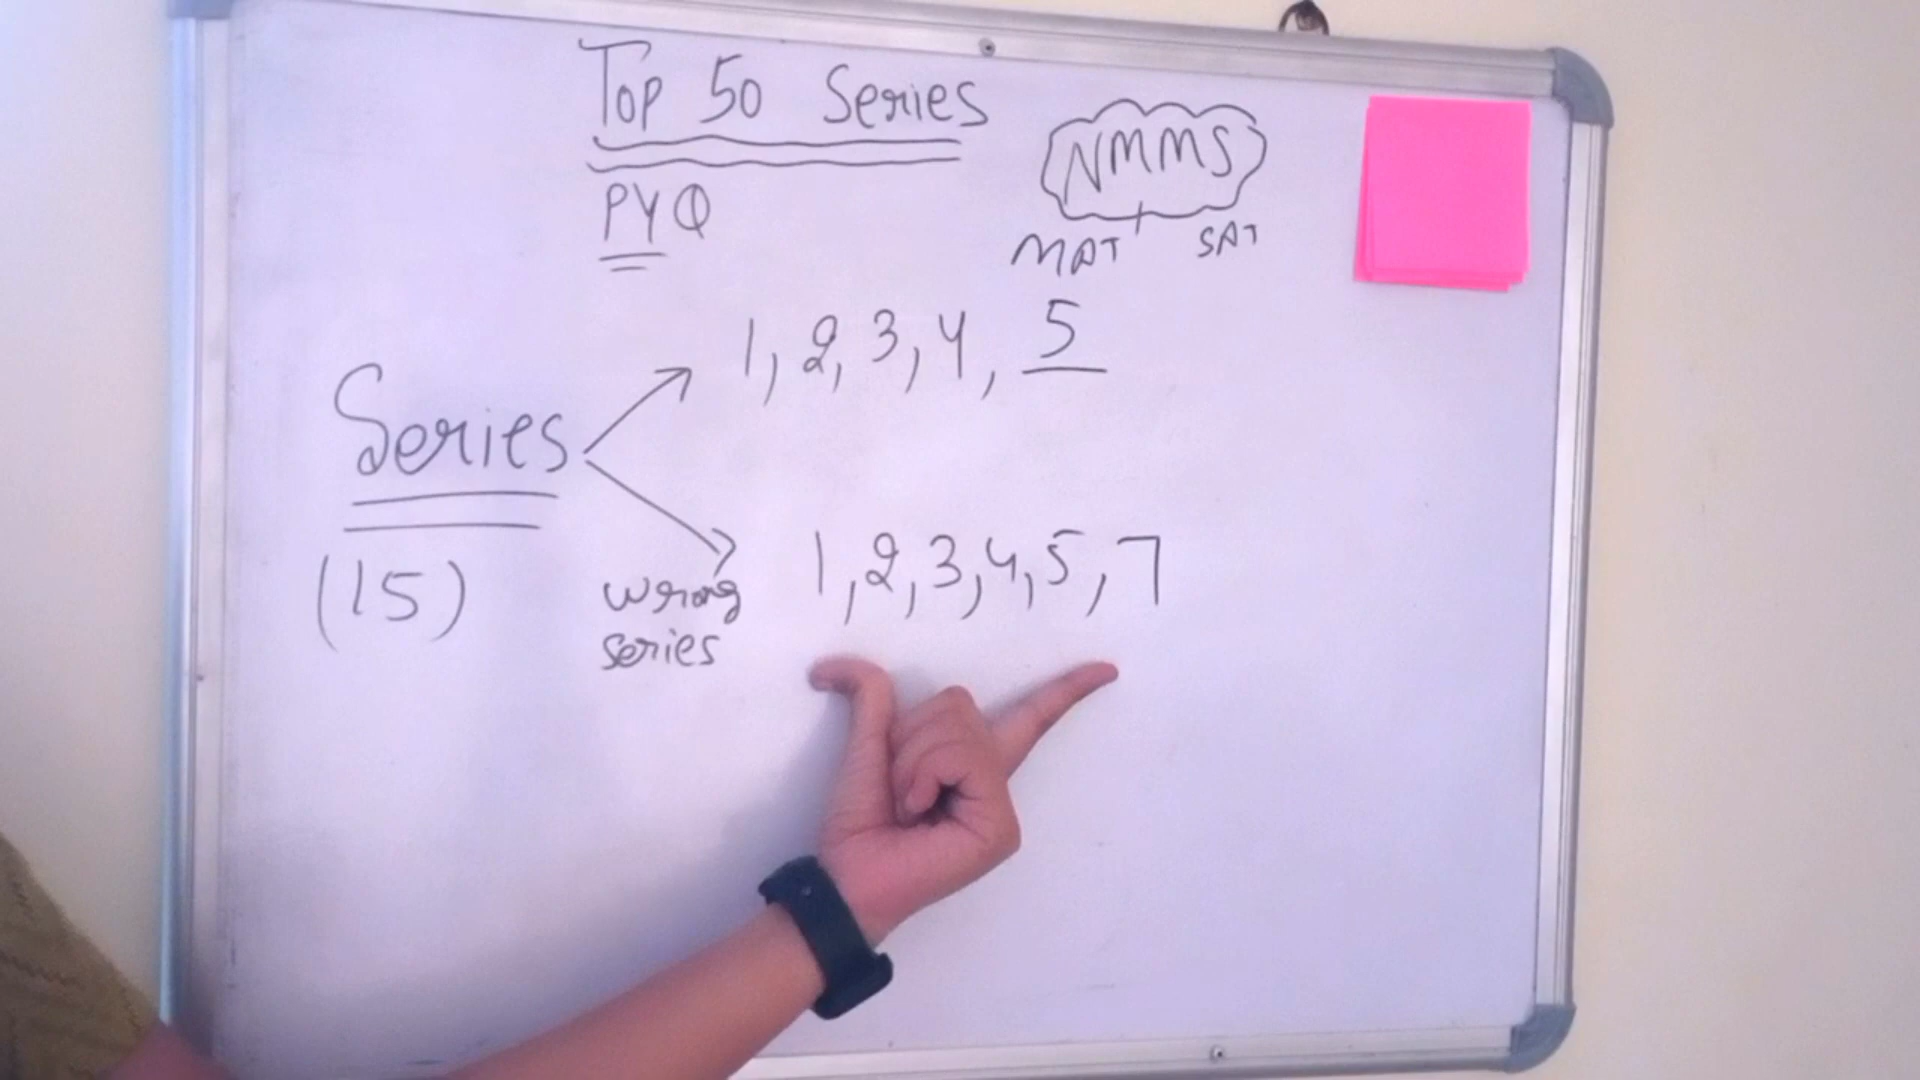 Top 50 Series
PYQ
NMMS
MAT SAT
1, 2, 3, 4, 5
Series
(15)
wrong
series
1, 2, 3, 4, 5, 7